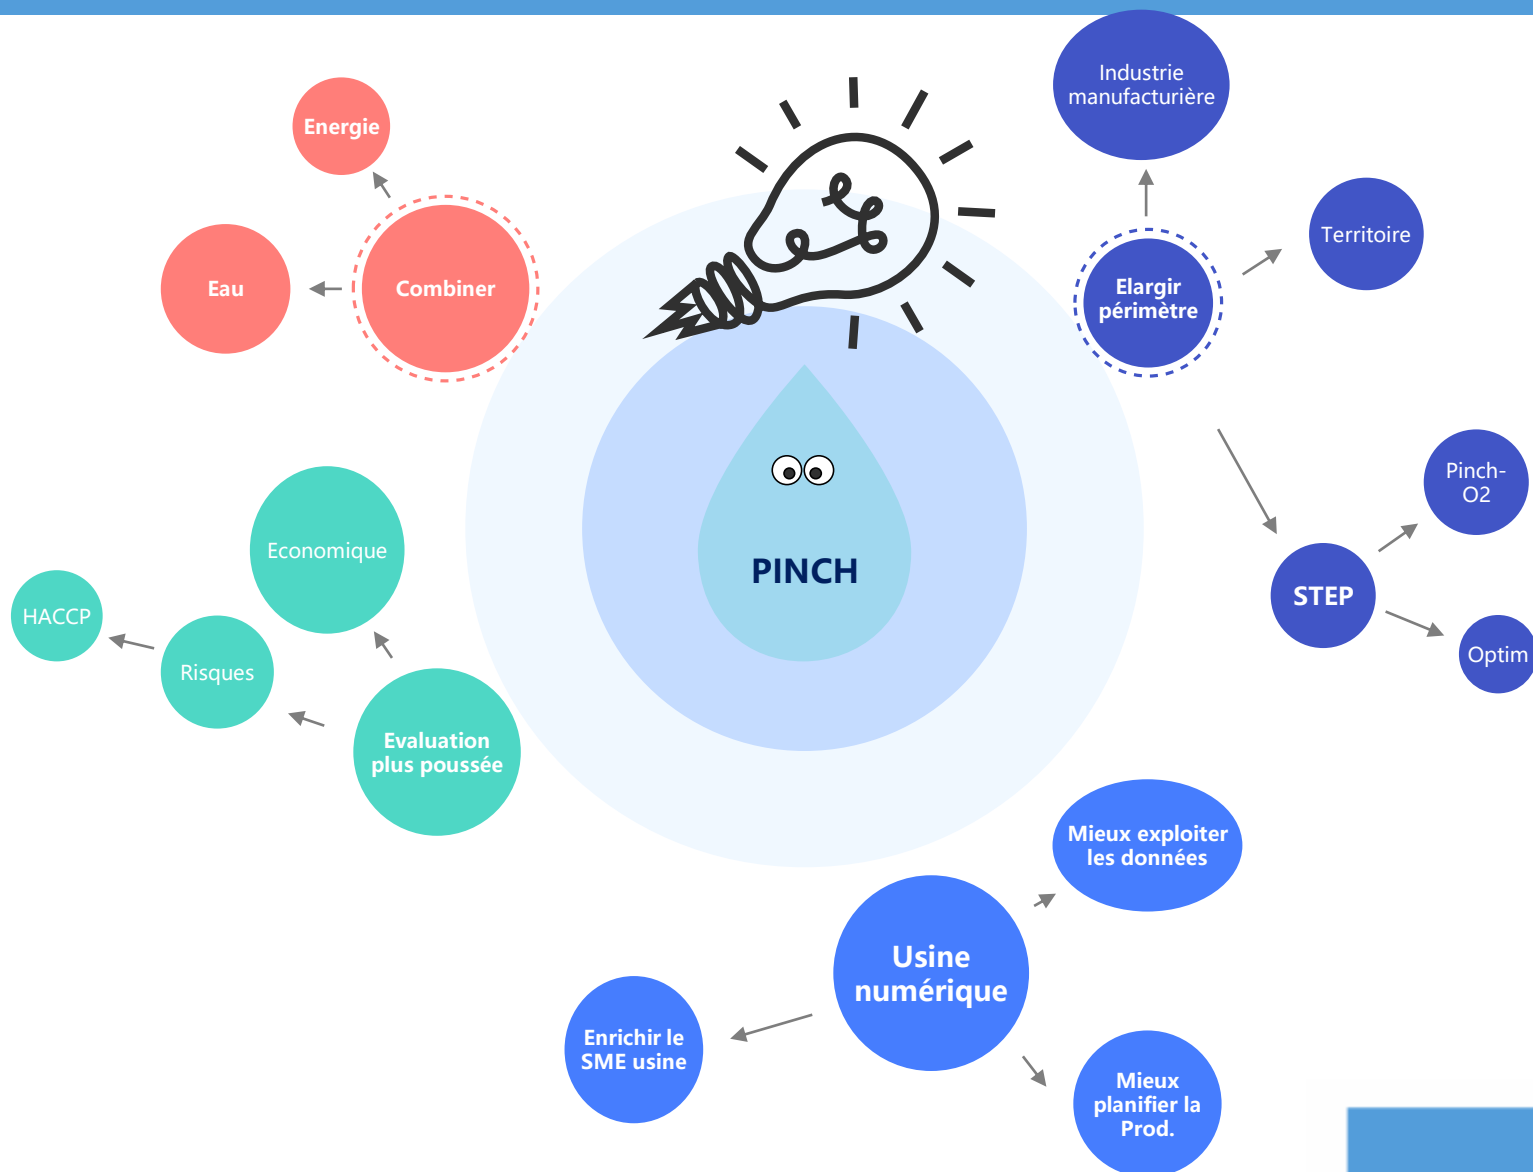 Industrie
manufacturière
Energie
Territoire
Eau
Combiner
Elargir
périmètre
Pinch-
O2
Economique
PINCH
STEP
HACCP
Risques
Optim
Evaluation
plus poussée
Mieux exploiter
les données
Usine
numérique
Enrichir le
SME usine
Mieux
planifier la
Prod.